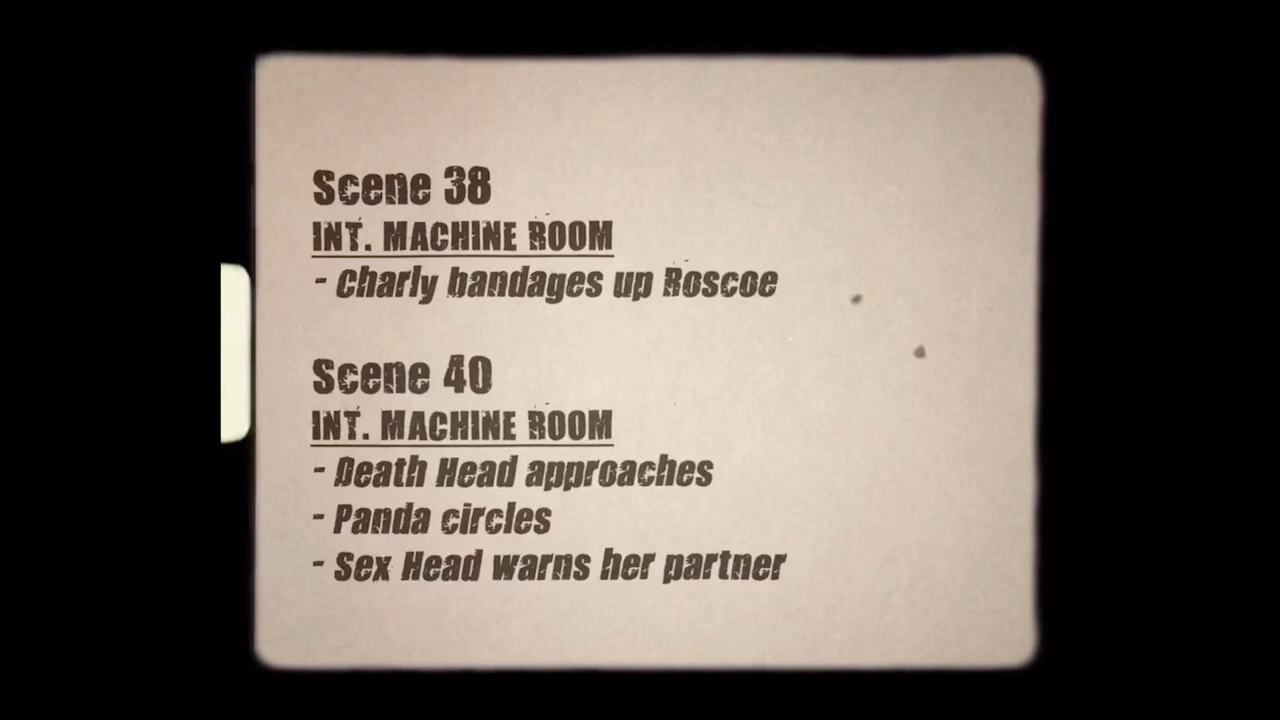 Scene 38
INT. MACHINE ROOM
- Charly bandages up Roscoe
Scene 40
INT. MACHINE ROOM
- Death Head approaches
- Panda circles
- Sex Head warns her partner